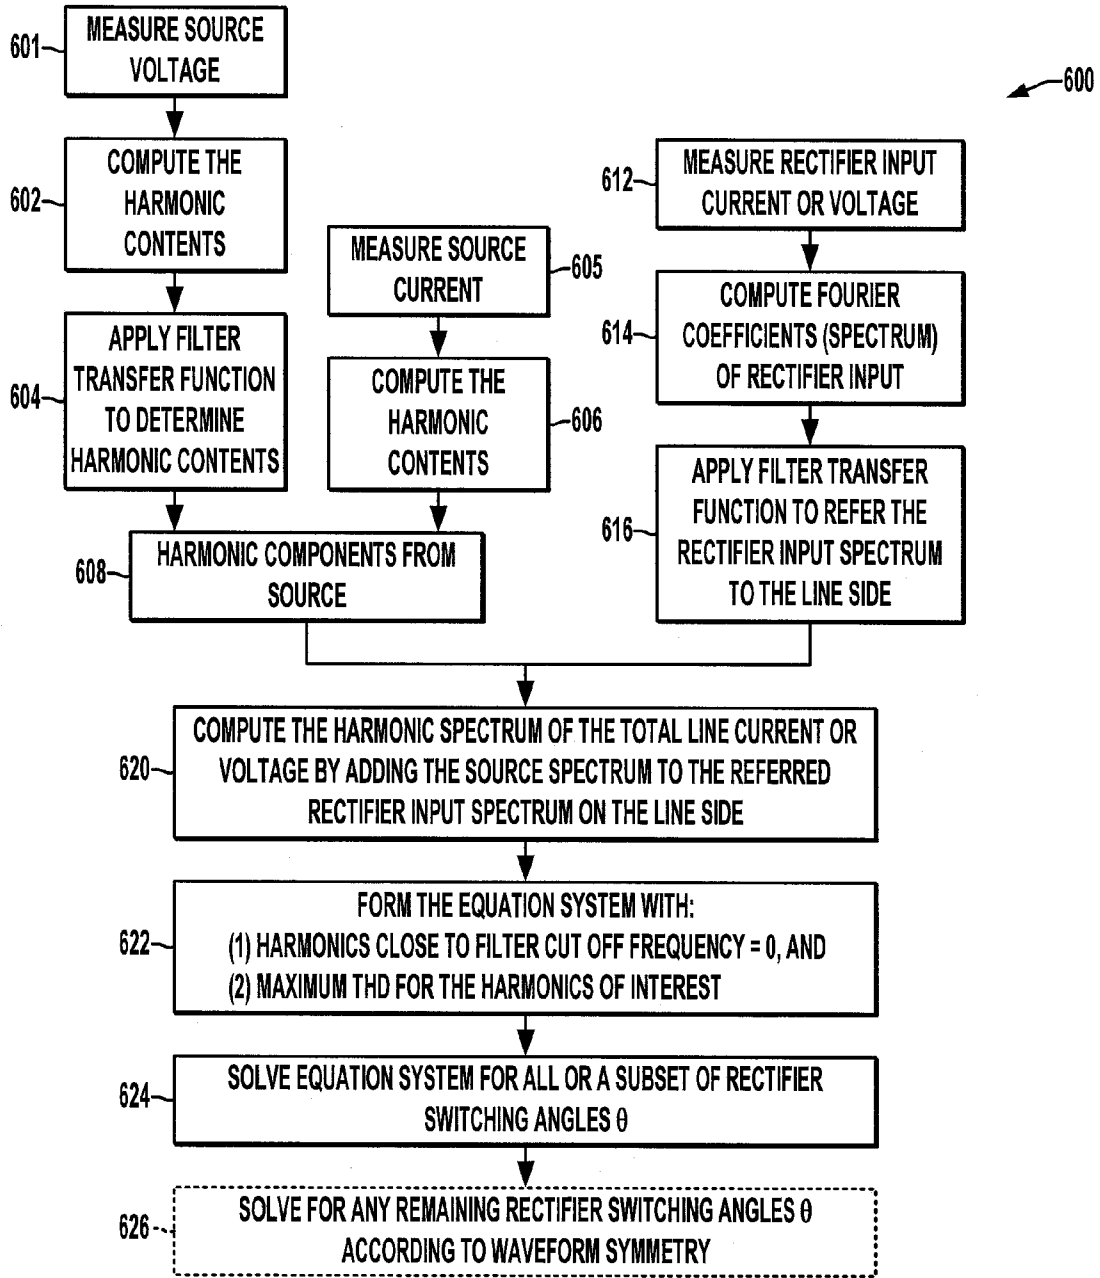 600
601
MEASURE SOURCE
VOLTAGE
602
COMPUTE THE
HARMONIC
CONTENTS
604
APPLY FILTER
TRANSFER FUNCTION
TO DETERMINE
HARMONIC CONTENTS
605
MEASURE SOURCE
CURRENT
606
COMPUTE THE
HARMONIC
CONTENTS
608
HARMONIC COMPONENTS FROM
SOURCE
612
MEASURE RECTIFIER INPUT
CURRENT OR VOLTAGE
614
COMPUTE FOURIER
COEFFICIENTS (SPECTRUM)
OF RECTIFIER INPUT
616
APPLY FILTER TRANSFER
FUNCTION TO REFER THE
RECTIFIER INPUT SPECTRUM
TO THE LINE SIDE
620
COMPUTE THE HARMONIC SPECTRUM OF THE TOTAL LINE CURRENT OR
VOLTAGE BY ADDING THE SOURCE SPECTRUM TO THE REFERRED
RECTIFIER INPUT SPECTRUM ON THE LINE SIDE
622
FORM THE EQUATION SYSTEM WITH:
(1) HARMONICS CLOSE TO FILTER CUT OFF FREQUENCY = 0, AND
(2) MAXIMUM THD FOR THE HARMONICS OF INTEREST
624
SOLVE EQUATION SYSTEM FOR ALL OR A SUBSET OF RECTIFIER
SWITCHING ANGLES θ
626
SOLVE FOR ANY REMAINING RECTIFIER SWITCHING ANGLES θ
ACCORDING TO WAVEFORM SYMMETRY